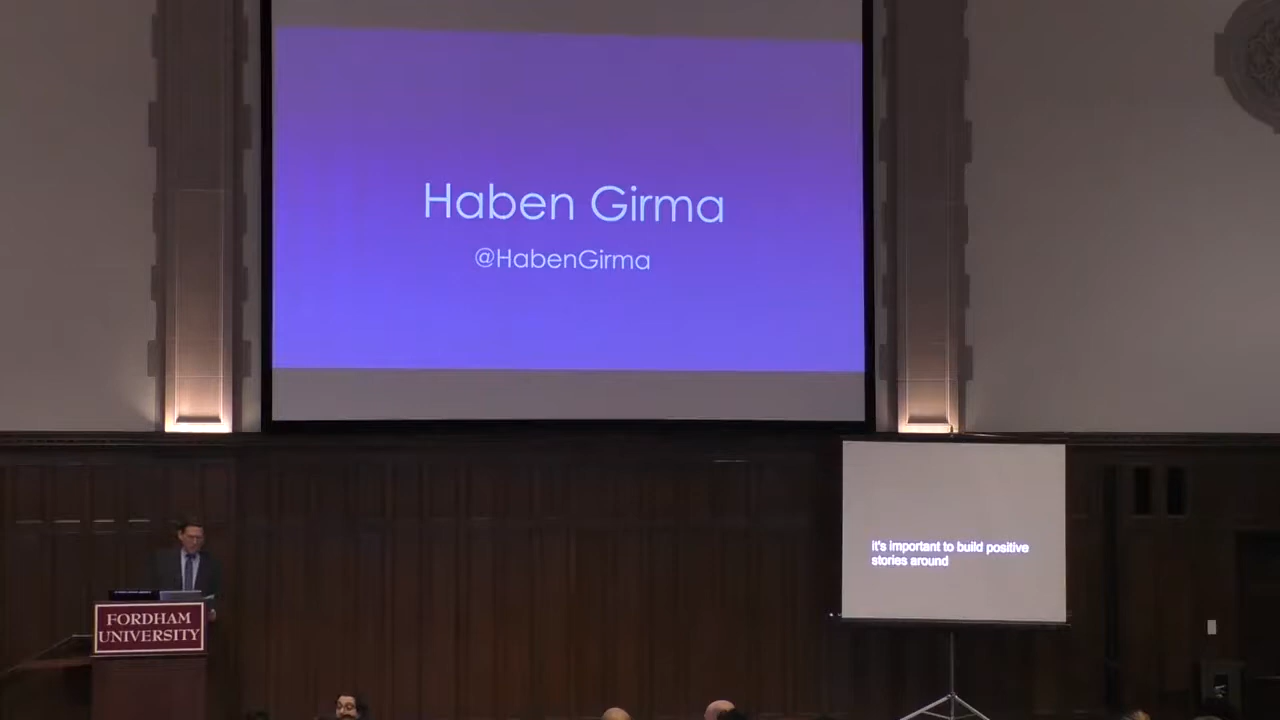 Haben Girma
@HabenGirma
it's important to build positive
stories around
FORDHAM
UNIVERSITY